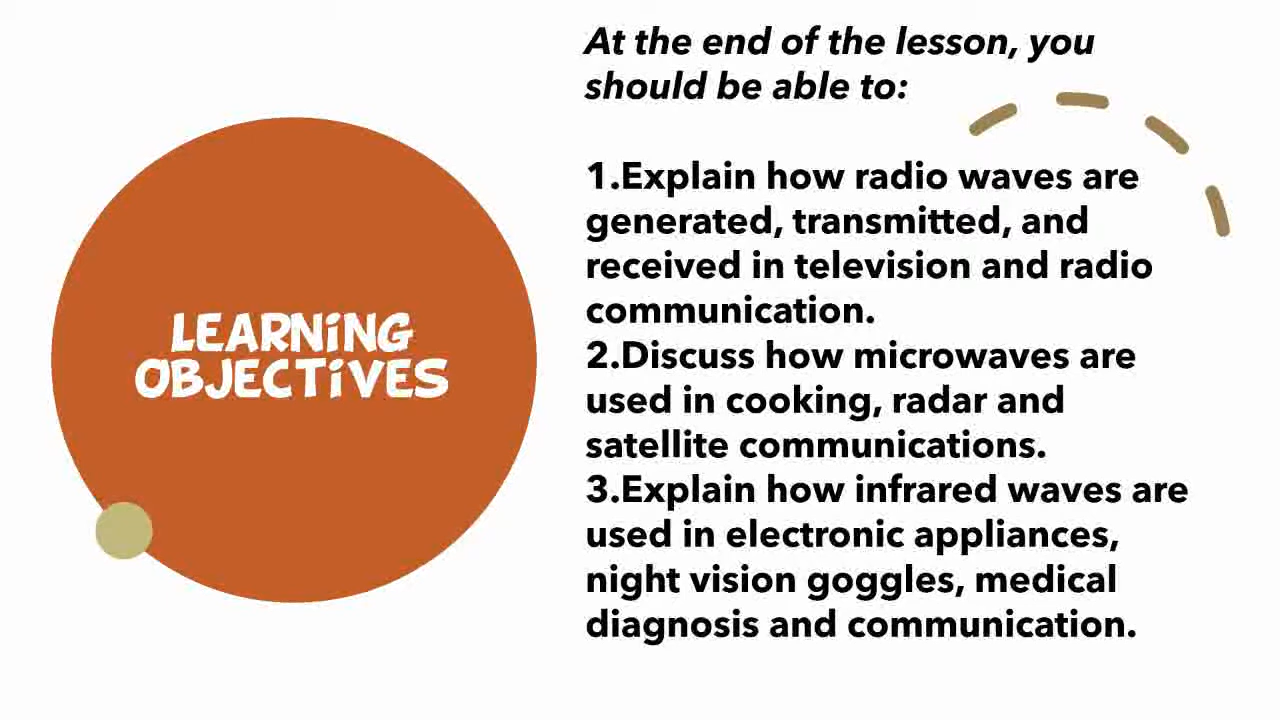 LEARNING
OBJECTIVES
At the end of the lesson, you
should be able to:
1.Explain how radio waves are
generated, transmitted, and
received in television and radio
communication.
2.Discuss how microwaves are
used in cooking, radar and
satellite communications.
3.Explain how infrared waves are
used in electronic appliances,
night vision goggles, medical
diagnosis and communication.